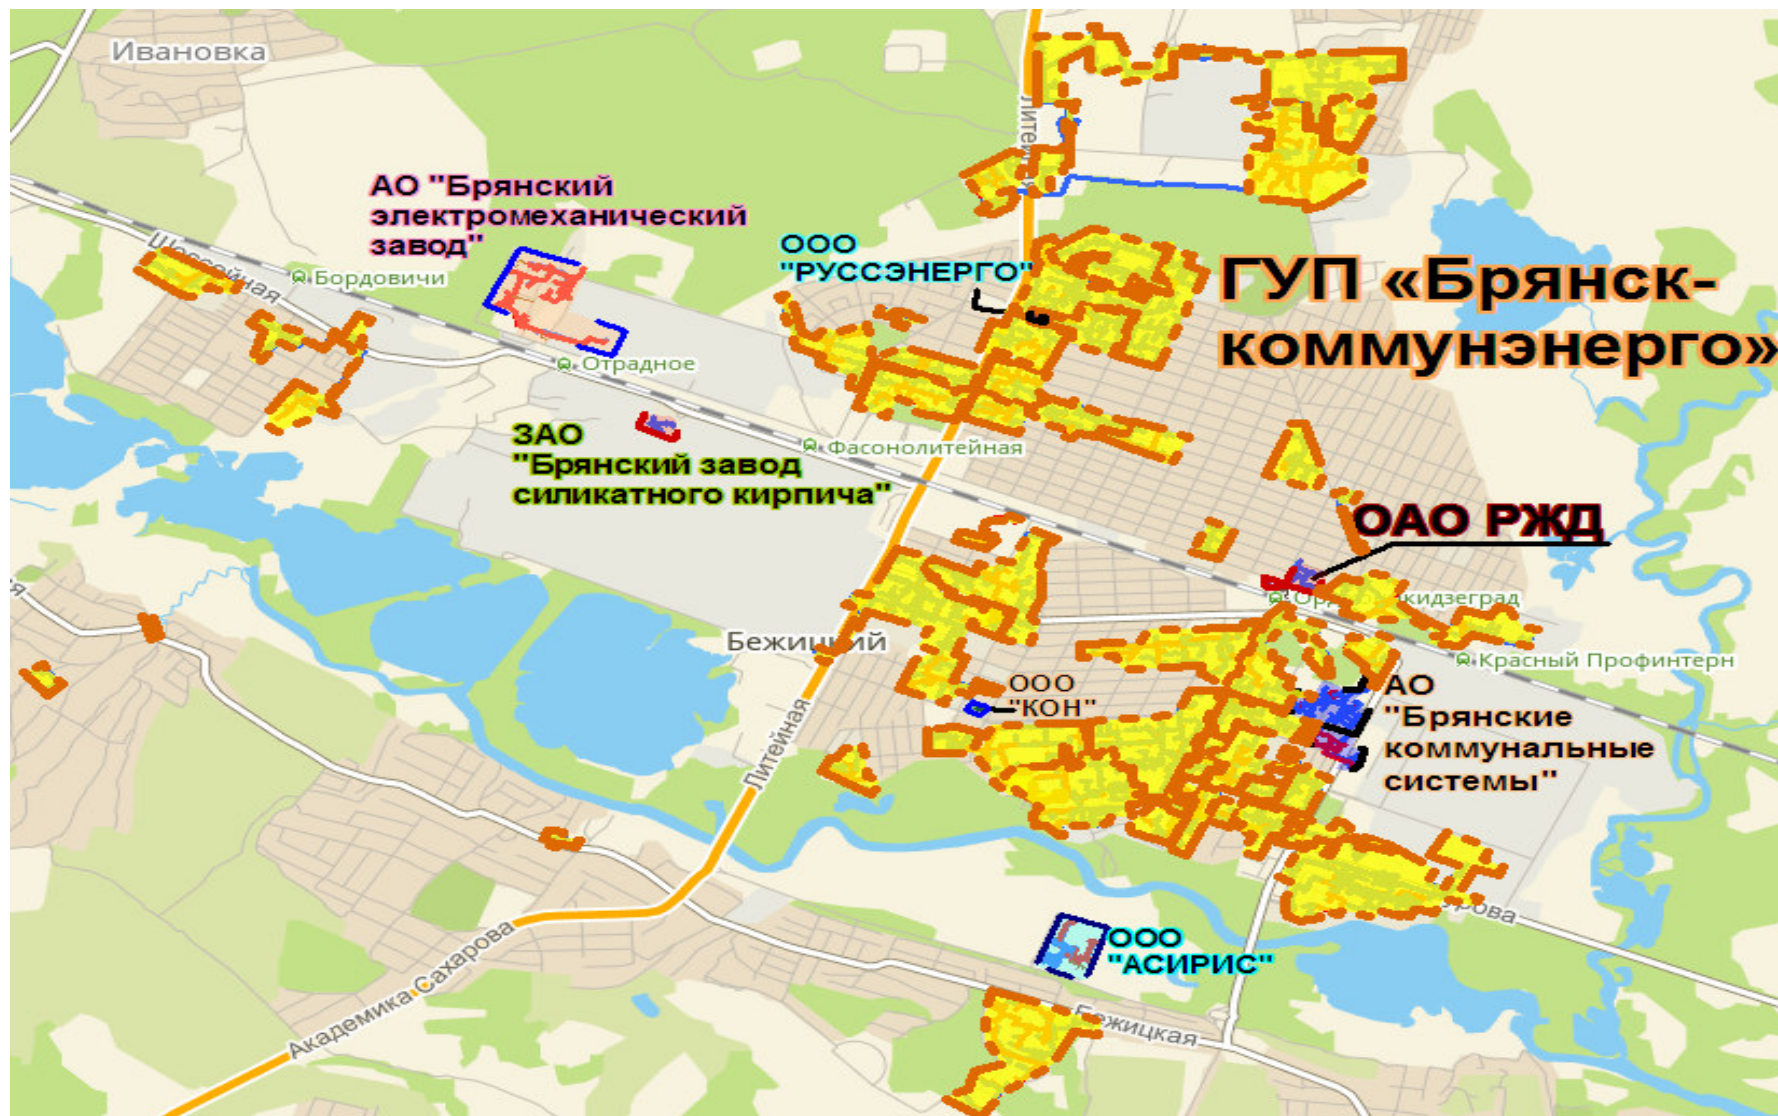 Ивановка
Литейная
АО "Брянский
электромеханический
завод"
Шоссейная
Бордовичи
ООО
"РУССЭНЕРГО"
ГУП «Брянск-
коммунэнерго»
Отрадное
ЗАО
"Брянский завод
силикатного кирпича"
Фасонолитейная
ОАО РЖД
Бежицкий
Красный Профинтерн
ООО
"КОН"
АО
"Брянские
коммунальные
системы"
Литейная
ООО
"АСИРИС"
Академика Сахарова
Бежицкая